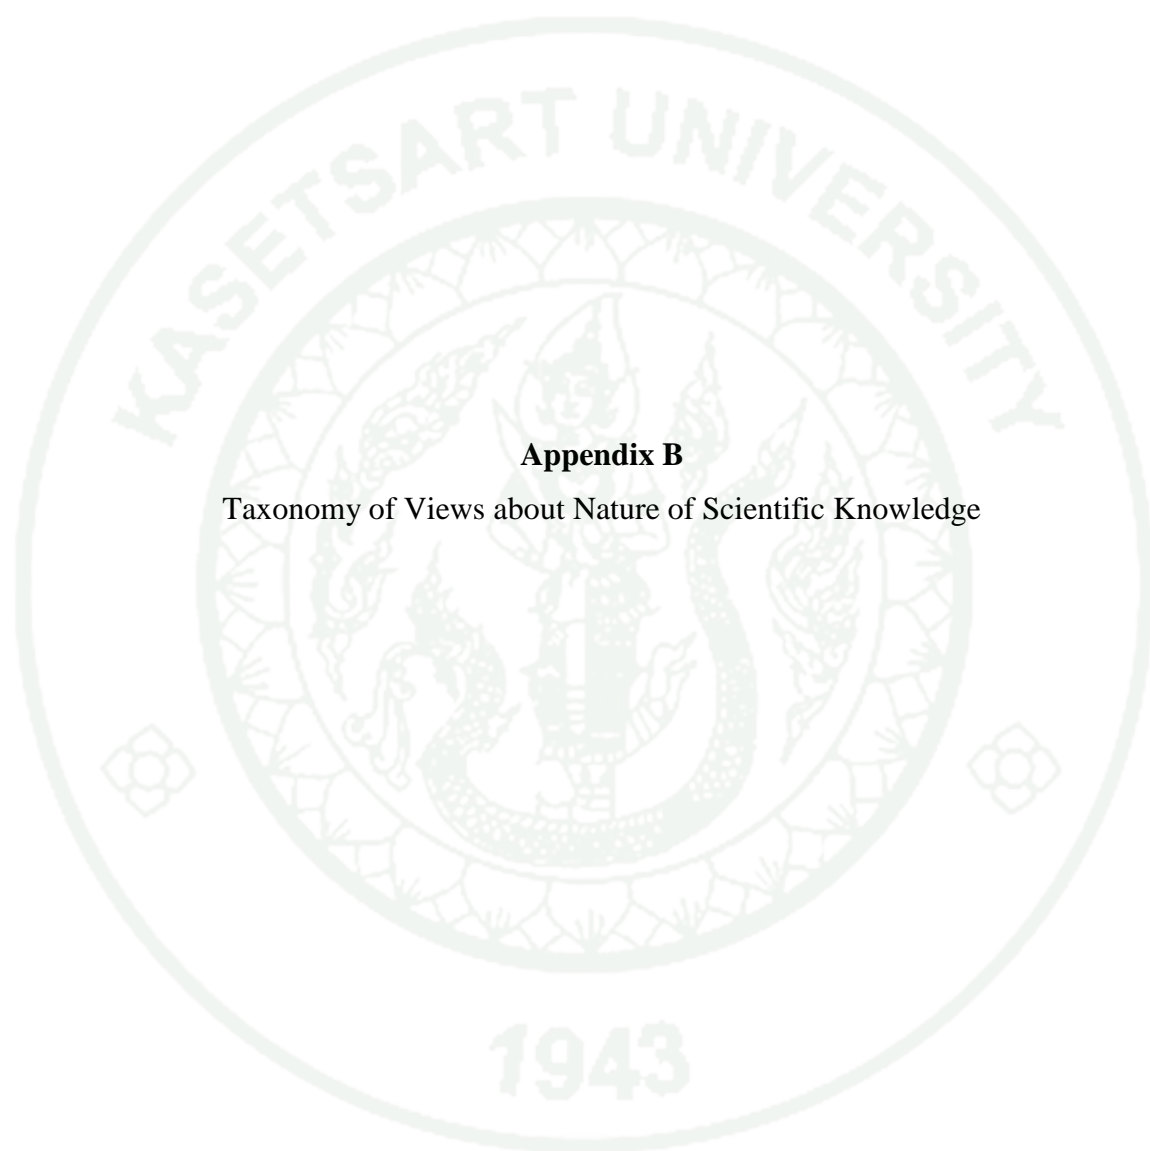 KASETSART UNIVERSITY
Appendix B
Taxonomy of Views about Nature of Scientific Knowledge
1943